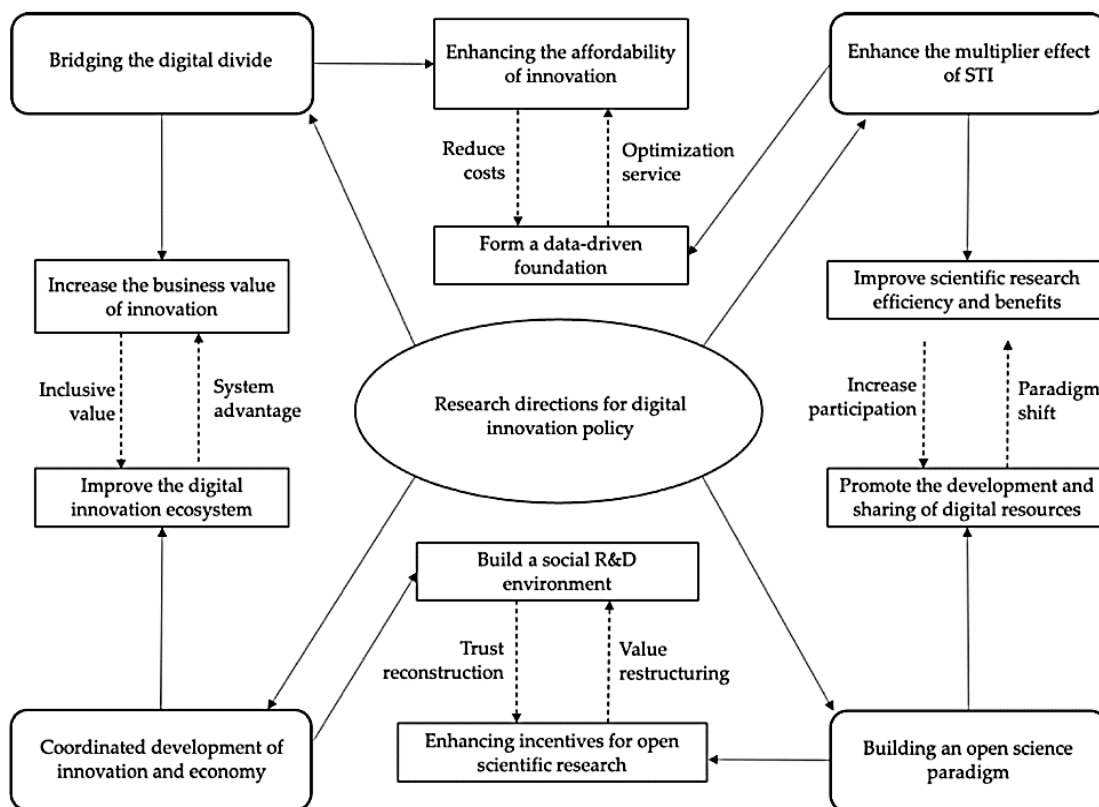 Bridging the digital divide
Enhancing the affordability
of innovation
Enhance the multiplier effect
of STI
Reduce
costs
Optimization
service
Form a data-driven
foundation
Increase the business value
of innovation
Improve scientific research
efficiency and benefits
Inclusive
value
System
advantage
Research directions for digital
innovation policy
Increase
participation
Paradigm
shift
Improve the digital
innovation ecosystem
Promote the development and
sharing of digital resources
Build a social R&D
environment
Trust
reconstruction
Value
restructuring
Coordinated development of
innovation and economy
Enhancing incentives for open
scientific research
Building an open science
paradigm